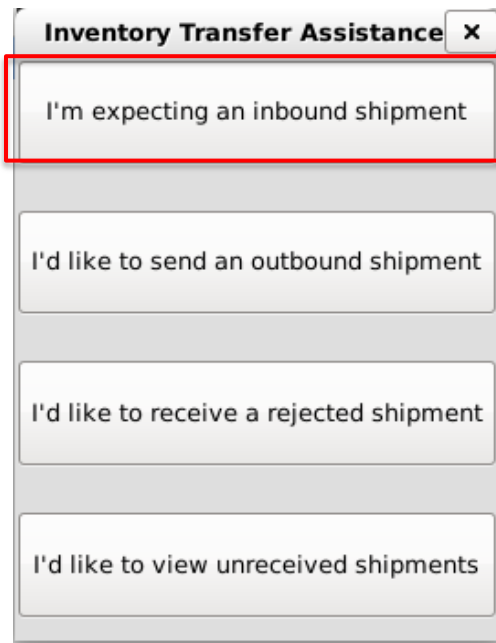 Inventory Transfer Assistance
I'm expecting an inbound shipment
I'd like to send an outbound shipment
I'd like to receive a rejected shipment
I'd like to view unreceived shipments